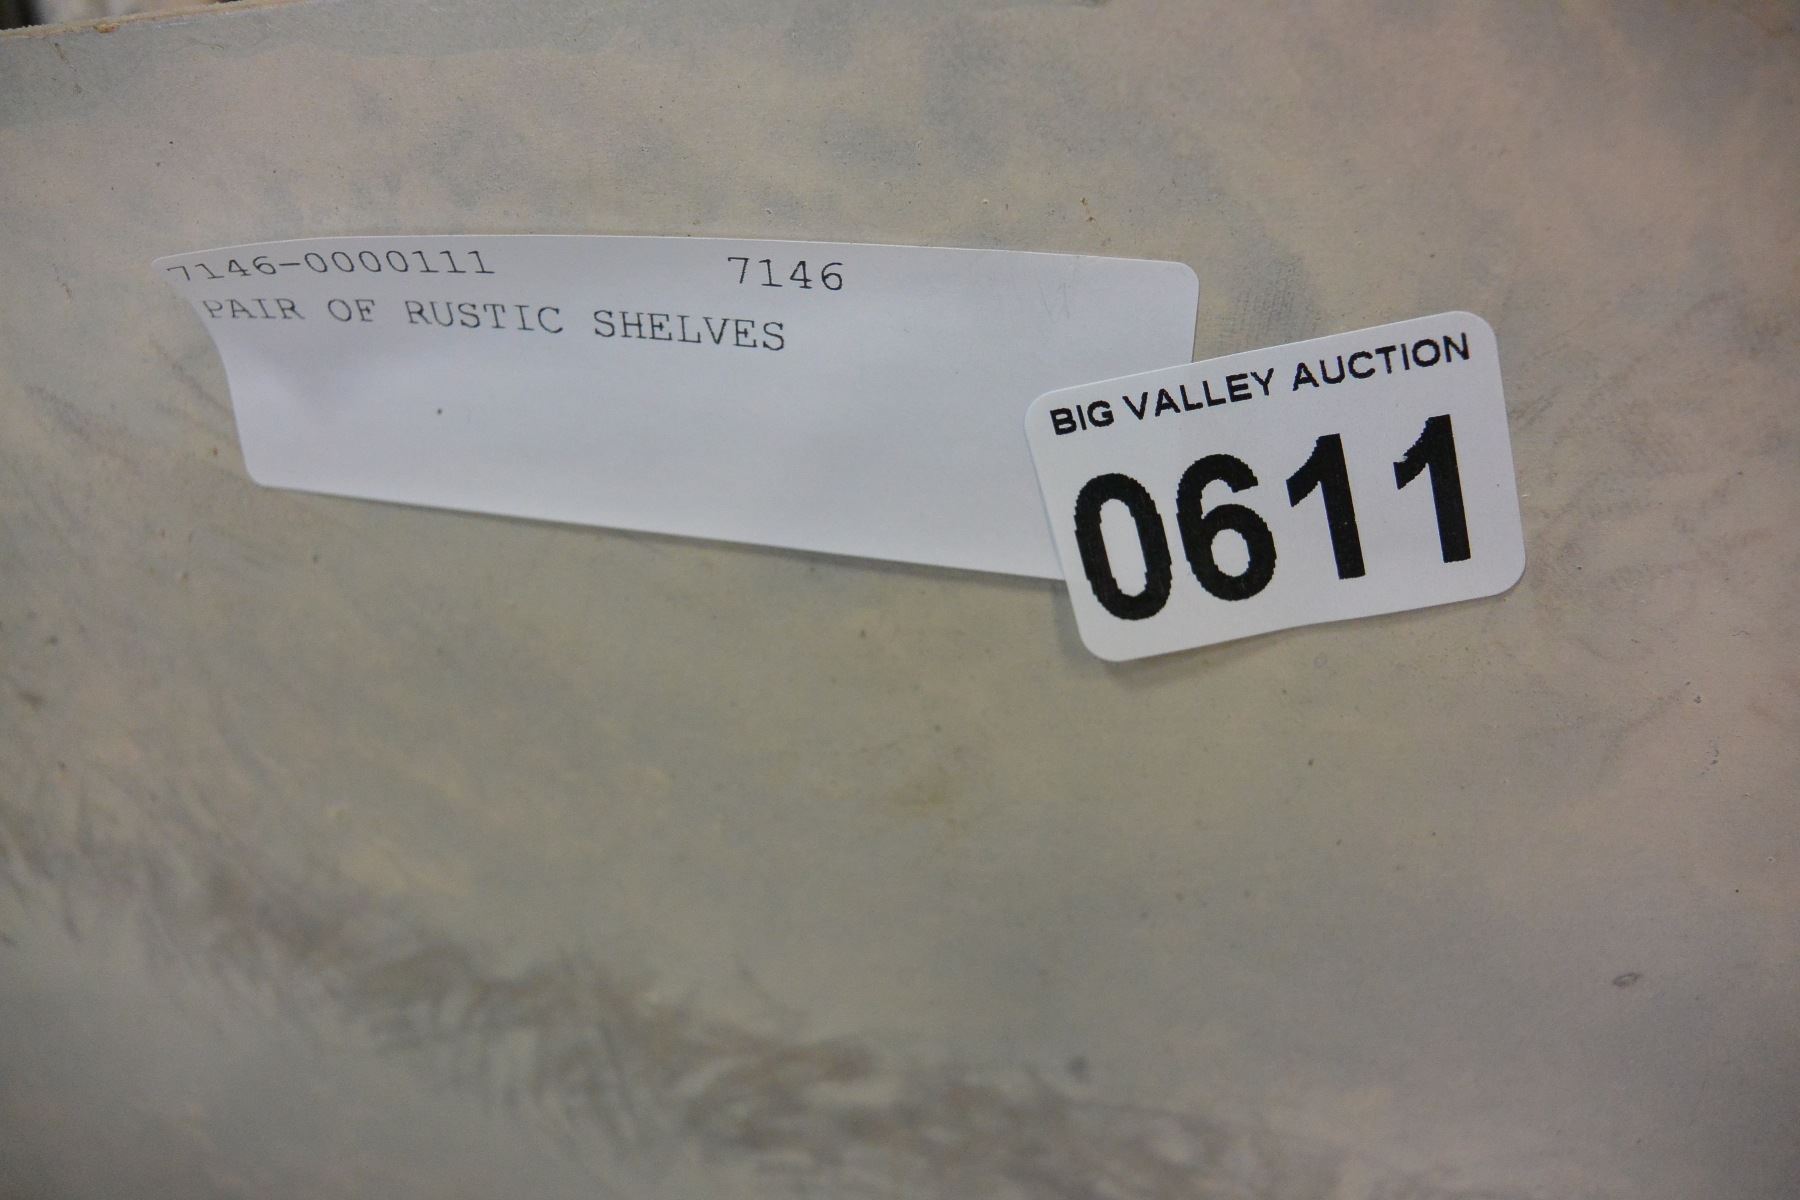 7146-0000111 7146
PAIR OF RUSTIC SHELVES
BIG VALLEY AUCTION
0611